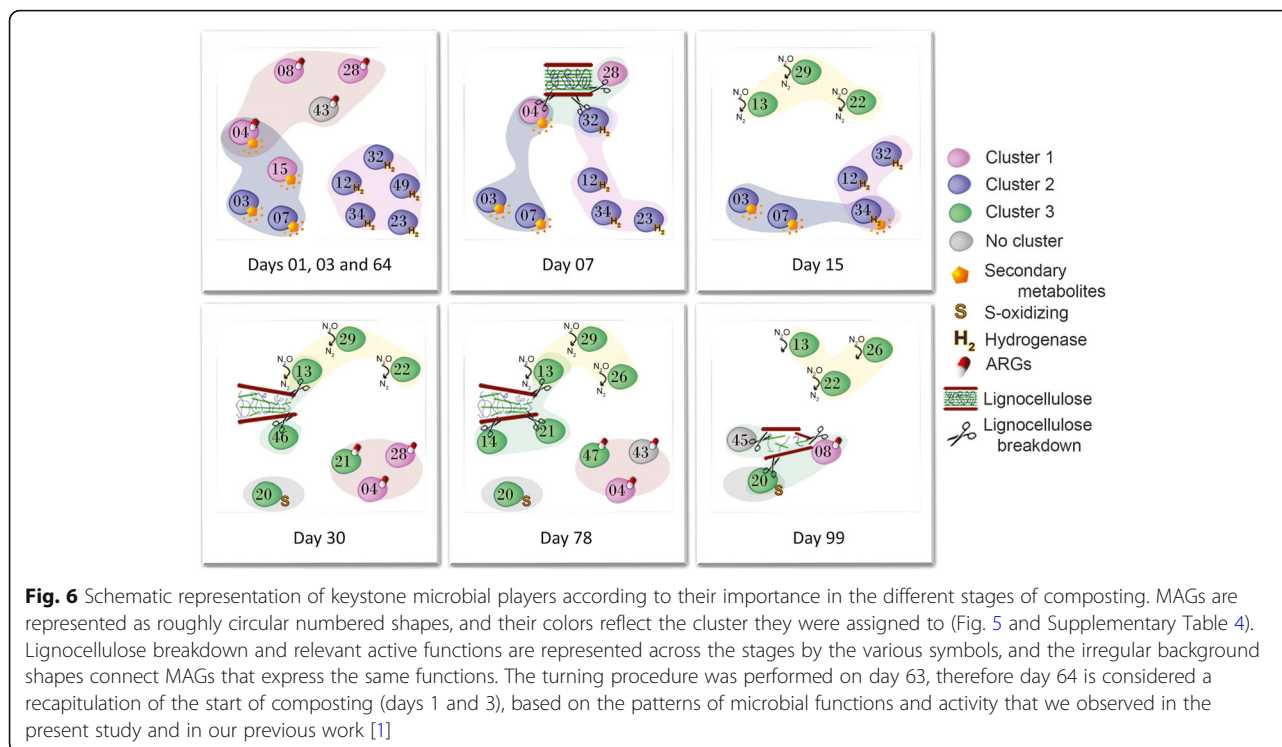 08
28
43
04
15
03
07
32
12 H₂
H₂
49
H₂
34
H₂
23
H₂
Days 01, 03 and 64
28
04
32
H₂
12
H₂
03
07
34
H₂
23
H₂
Day 07
N₂O
N₂
29
N₂O
N₂
13
N₂O
N₂
22
32
H₂
12
H₂
03
07
34
H₂
Day 15
Cluster 1
Cluster 2
Cluster 3
No cluster
Secondary
metabolites
S S-oxidizing
H₂ Hydrogenase
ARGs
Lignocellulose
Lignocellulose
breakdown
N₂O
N₂
29
N₂O
N₂
13
N₂O
N₂
22
46
21
28
04
20
S
Day 30
N₂O
N₂
29
N₂O
N₂
13
N₂O
N₂
26
14
21
47
43
04
20
S
Day 78
N₂O
13
N₂O
26
N₂O
22
45
08
20
S
Day 99
Fig. 6 Schematic representation of keystone microbial players according to their importance in the different stages of composting. MAGs are
represented as roughly circular numbered shapes, and their colors reflect the cluster they were assigned to (Fig. 5 and Supplementary Table 4).
Lignocellulose breakdown and relevant active functions are represented across the stages by the various symbols, and the irregular background
shapes connect MAGs that express the same functions. The turning procedure was performed on day 63, therefore day 64 is considered a
recapitulation of the start of composting (days 1 and 3), based on the patterns of microbial functions and activity that we observed in the
present study and in our previous work [1]